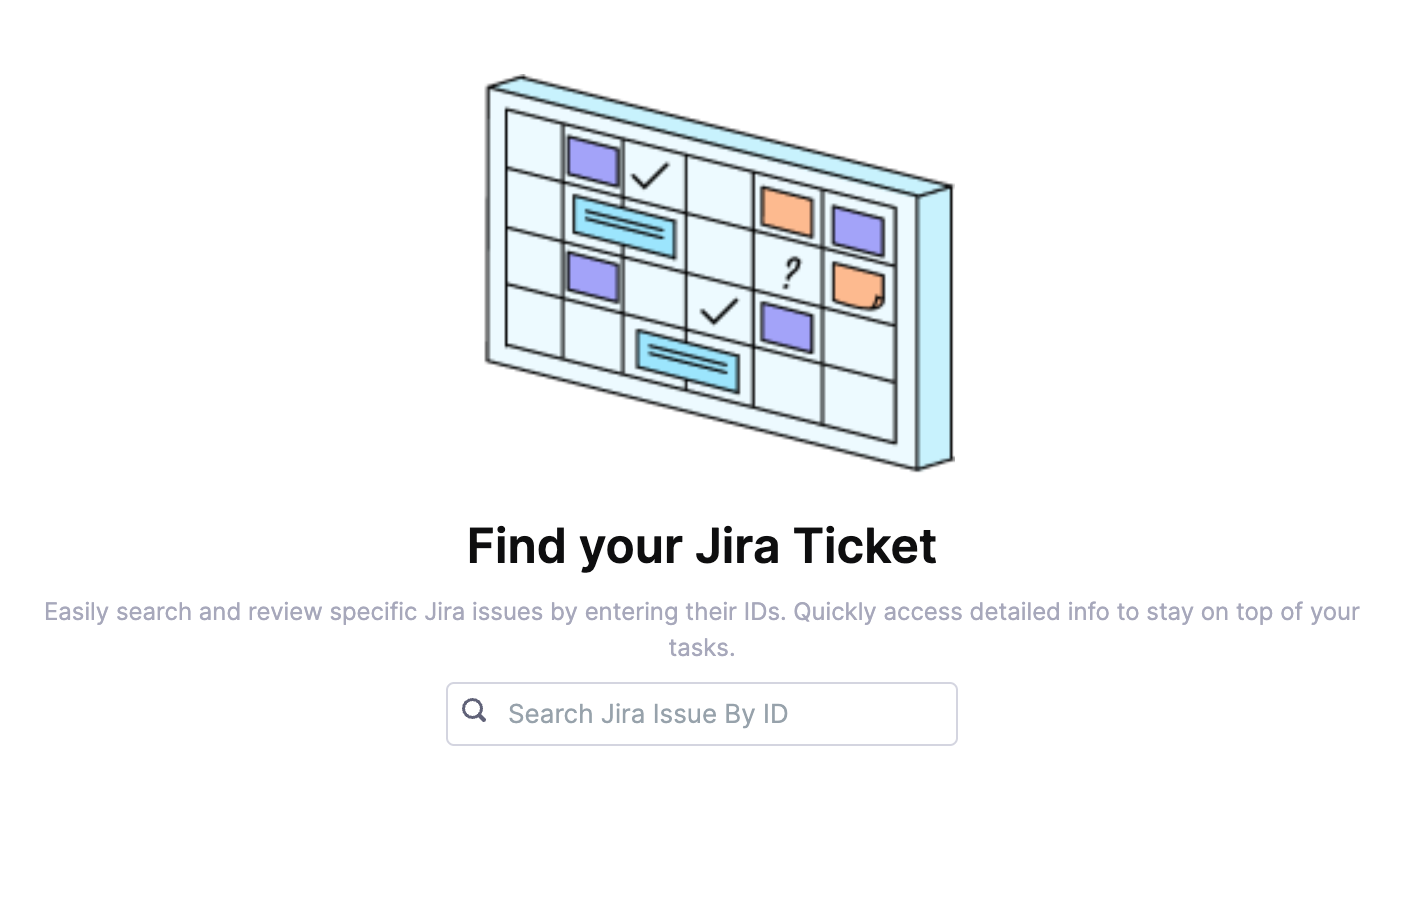 ?
Find your Jira Ticket
Easily search and review specific Jira issues by entering their IDs. Quickly access detailed info to stay on top of your
tasks.
Search Jira Issue By ID